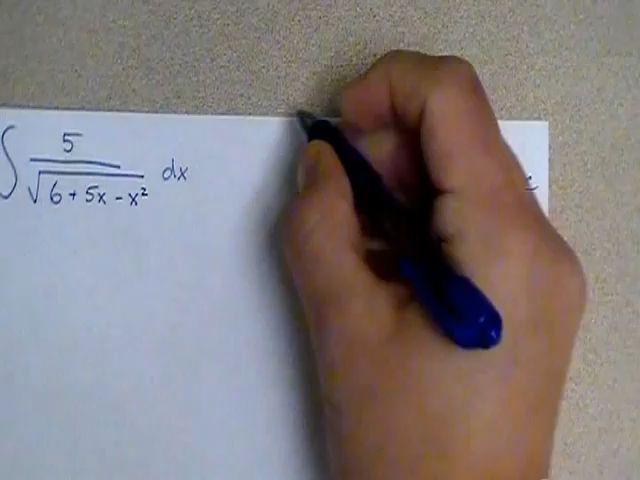 ∫ 5/√(6 + 5x - x²) dx